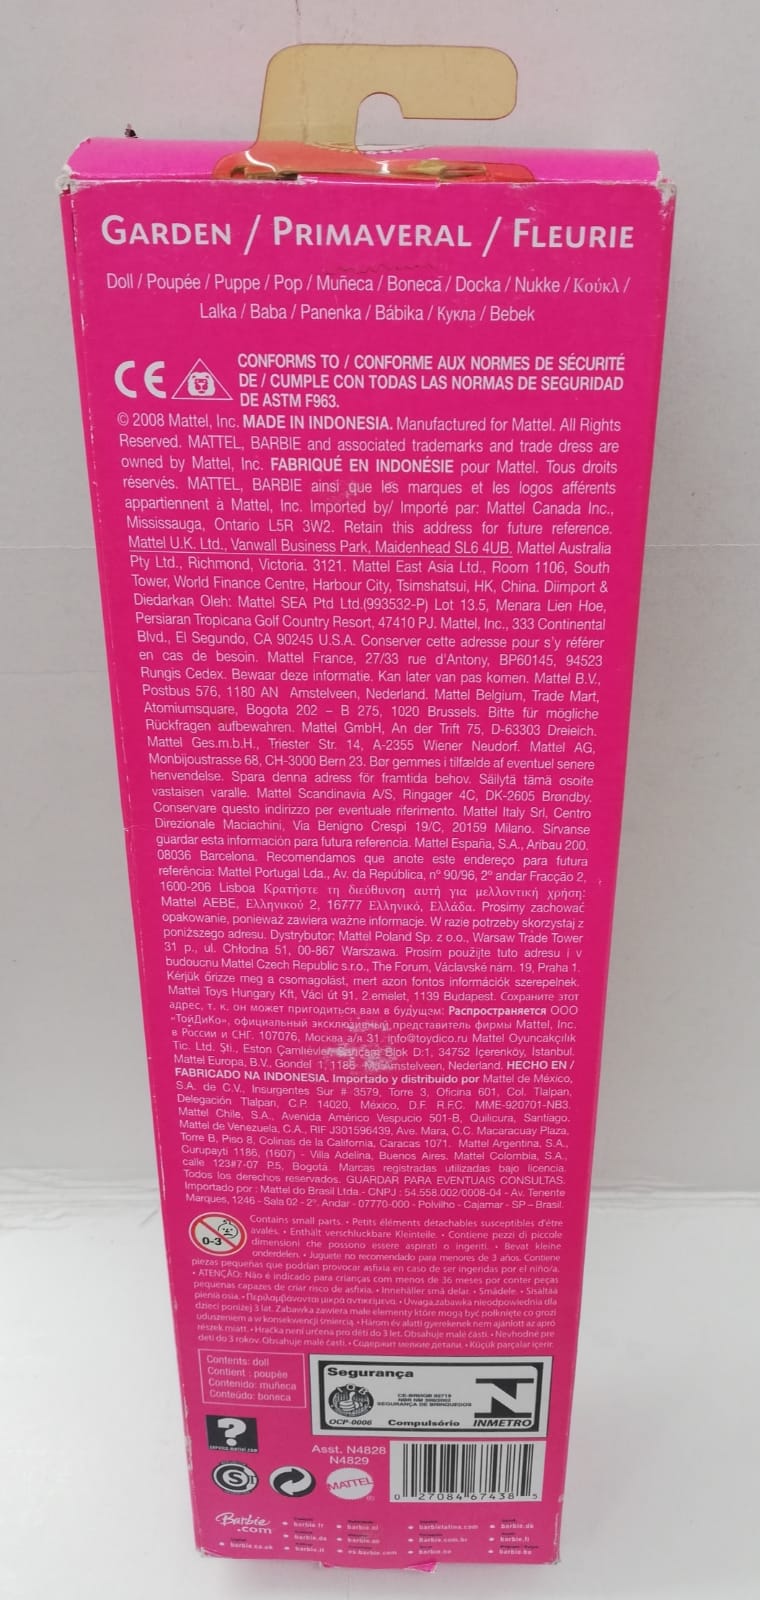 GARDEN / PRIMAVERAL / FLEURIE
Doll / Poupée / Puppe / Pop / Muñeca / Boneca / Docka / Nukke / Κούκλ /
Lalka / Baba / Panenka / Bábika / Кукла / Bebek
CE
CONFORMS TO / CONFORME AUX NORMES DE SÉCURITÉ
DE / CUMPLE CON TODAS LAS NORMAS DE SEGURIDAD
DE ASTM F963.
© 2008 Mattel, Inc. MADE IN INDONESIA. Manufactured for Mattel. All Rights
Reserved. MATTEL, BARBIE and associated trademarks and trade dress are
owned by Mattel, Inc. FABRIQUÉ EN INDONÉSIE pour Mattel. Tous droits
réservés. MATTEL, BARBIE ainsi que les marques et les logos afférents
appartiennent à Mattel, Inc. Imported by/ Importé par: Mattel Canada Inc.,
Mississauga, Ontario L5R 3W2. Retain this address for future reference.
Mattel U.K. Ltd., Vanwall Business Park, Maidenhead SL6 4UB. Mattel Australia
Pty Ltd., Richmond, Victoria. 3121. Mattel East Asia Ltd., Room 1106, South
Tower, World Finance Centre, Harbour City, Tsimshatsui, HK, China. Diimport &
Diedarkan Oleh: Mattel SEA Ptd Ltd.(993532-P) Lot 13.5, Menara Lien Hoe,
Persiaran Tropicana Golf Country Resort, 47410 PJ. Mattel, Inc., 333 Continental
Blvd., El Segundo, CA 90245 U.S.A. Conserver cette adresse pour s'y référer
en cas de besoin. Mattel France, 27/33 rue d'Antony, BP60145, 94523
Rungis Cedex. Bewaar deze informatie. Kan later van pas komen. Mattel B.V.,
Postbus 576, 1180 AN Amstelveen, Nederland. Mattel Belgium, Trade Mart,
Atomiumsquare, Bogota 202 – B 275, 1020 Brussels. Bitte für mögliche
Rückfragen aufbewahren. Mattel GmbH, An der Trift 75, D-63303 Dreieich.
Mattel Ges.m.b.H., Triester Str. 14, A-2355 Wiener Neudorf. Mattel AG,
Monbijoustrasse 68, CH-3000 Bern 23. Bør gemmes i tilfælde af eventuel senere
henvendelse. Spara denna adress för framtida behov. Säilytä tämä osoite
vastaisen varalle. Mattel Scandinavia A/S, Ringager 4C, DK-2605 Brøndby.
Conservare questo indirizzo per eventuale riferimento. Mattel Italy Srl, Centro
Direzionale Maciachini, Via Benigno Crespi 19/C, 20159 Milano. Sírvanse
guardar esta información para futura referencia. Mattel España, S.A., Aribau 200.
08036 Barcelona. Recomendamos que anote este endereço para futura
referência: Mattel Portugal Lda., Av. da República, nº 90/96, 2º andar Fracção 2,
1600-206 Lisboa Κρατήστε τη διεύθυνση αυτή για μελλοντική χρήση:
Mattel AEBE, Ελληνικού 2, 16777 Ελληνικό, Ελλάδα. Prosimy zachować
opakowanie, ponieważ zawiera ważne informacje. W razie potrzeby skorzystaj z
poniższego adresu. Dystrybutor: Mattel Poland Sp. z o.o., Warsaw Trade Tower
31 p., ul. Chłodna 51, 00-867 Warszawa. Prosím použijte tuto adresu i v
budoucnu Mattel Czech Republic s.r.o., The Forum, Václavské nám. 19, Praha 1.
Kérjük őrizze meg a csomagolást, mert azon fontos információk szerepelnek.
Mattel Toys Hungary Kft, Váci út 91. 2.emelet, 1139 Budapest. Сохраните этот
адрес, т. к. он может пригодиться вам в будущем: Распространяется ООО
«ТойДиКо», официальный эксклюзивный представитель фирмы Mattel, Inc.
в России и СНГ. 107076, Москва а/я 31. info@toydico.ru Mattel Oyuncakçılık
Tic. Ltd. Şti., Eston Çamlıevler Blok D:1, 34752 İçerenköy, İstanbul.
Mattel Europa, B.V., Gondel 1, 1186 Amstelveen, Nederland. HECHO EN /
FABRICADO NA INDONESIA. Importado y distribuido por Mattel de México,
S.A. de C.V., Insurgentes Sur # 3579, Torre 3, Oficina 601, Col. Tlalpan,
Delegación Tlalpan, C.P. 14020, México, D.F. R.F.C. MME-920701-NB3.
Mattel Chile, S.A., Avenida Américo Vespucio 501-B, Quilicura, Santiago.
Mattel de Venezuela, C.A., RIF J301596439, Ave. Mara, C.C. Macaracuay Plaza,
Torre B, Piso 8, Colinas de la California, Caracas 1071. Mattel Argentina, S.A.,
Curupayti 1186, (1607) - Villa Adelina, Buenos Aires. Mattel Colombia, S.A.,
calle 123#7-07 P.5, Bogotá. Marcas registradas utilizadas bajo licencia.
Todos los derechos reservados. GUARDAR PARA EVENTUAIS CONSULTAS.
Importado por : Mattel do Brasil Ltda.- CNPJ : 54.558.002/0008-04 - Av. Tenente
Marques, 1246 - Sala 02 - 2º. Andar - 07770-000 - Polvilho - Cajamar - SP – Brasil.
0-3
Contains small parts. • Petits éléments détachables susceptibles d'être
avalés. • Enthält verschluckbare Kleinteile. • Contiene pezzi di piccole
dimensioni che possono essere aspirati o ingeriti. • Bevat kleine
onderdelen. • Juguete no recomendado para menores de 3 años. Contiene
piezas pequeñas que podrían provocar asfixia en caso de ser ingeridas por el niño/a.
• ATENÇÃO: Não é indicado para crianças com menos de 36 meses por conter peças
pequenas capazes de criar risco de asfixia. • Innehåller små delar. • Smådele. • Sisältää
pieniä osia. • Περιλαμβάνονται μικρά αντικείμενα. • Uwaga,zabawka nieodpowiednia dla
dzieci poniżej 3 lat. Zabawka zawiera małe elementy które mogą być połknięte co grozi
uduszeniem a w konsekwencji śmiercią. • Három év alatti gyerekenek nem ajánlott az apró
részek miatt. • Hračka není určena pro děti do 3 let. Obsahuje malé části. • Nevhodné pre
deti do 3 rokov. Obsahuje malé časti. • Содержит мелкие детали. • Küçük parçalar içerir.
Contents: doll
Contient : poupée
Contenido: muñeca
Conteúdo: boneca
Segurança
SEGURANÇA DE BRINQUEDOS
OCP-0006
Compulsório
INMETRO
?
service.mattel.com
Asst. N4828
N4829
MATTEL
®
0 27084 67438 5
Barbie
.com
barbie.co.uk
barbie.fr
barbie.de
barbie.it
barbie.nl
es.barbie.com
barbielatina.com
barbie.com.br
barbie.dk
barbie.fi